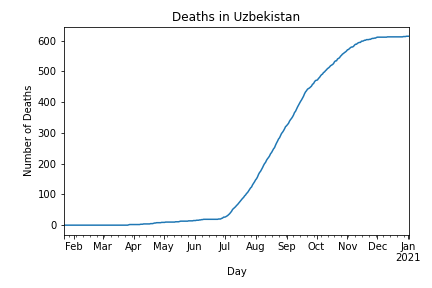 Deaths in Uzbekistan
Number of Deaths
600
500
400
300
200
100
0
Feb Mar Apr May Jun Jul Aug Sep Oct Nov Dec Jan
2021
Day